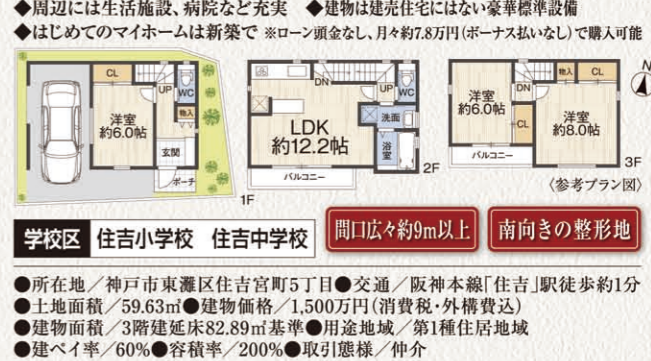 ◆周辺には生活施設、病院など充実 ◆建物は建売住宅にはない豪華標準設備
◆はじめてのマイホームは新築で ※ローン頭金なし、月々約7.8万円(ボーナス払いなし)で購入可能
CL
UP
WC
洋室
約6.0帖
物入
玄関
ポーチ
1F
DN
UP
WC
洗面
LDK
約12.2帖
浴室
バルコニー
2F
洋室
約6.0帖
DN
物入
CL
CL
洋室
約8.0帖
バルコニー
3F
N
〈参考プラン図〉
学校区 住吉小学校 住吉中学校
間口広々約9m以上
南向きの整形地
●所在地/神戸市東灘区住吉宮町5丁目●交通/阪神本線「住吉」駅徒歩約1分
●土地面積/59.63㎡●建物価格/1,500万円(消費税・外構費込)
●建物面積/3階建延床82.89㎡基準●用途地域/第1種住居地域
●建ペイ率/60%●容積率/200%●取引態様/仲介